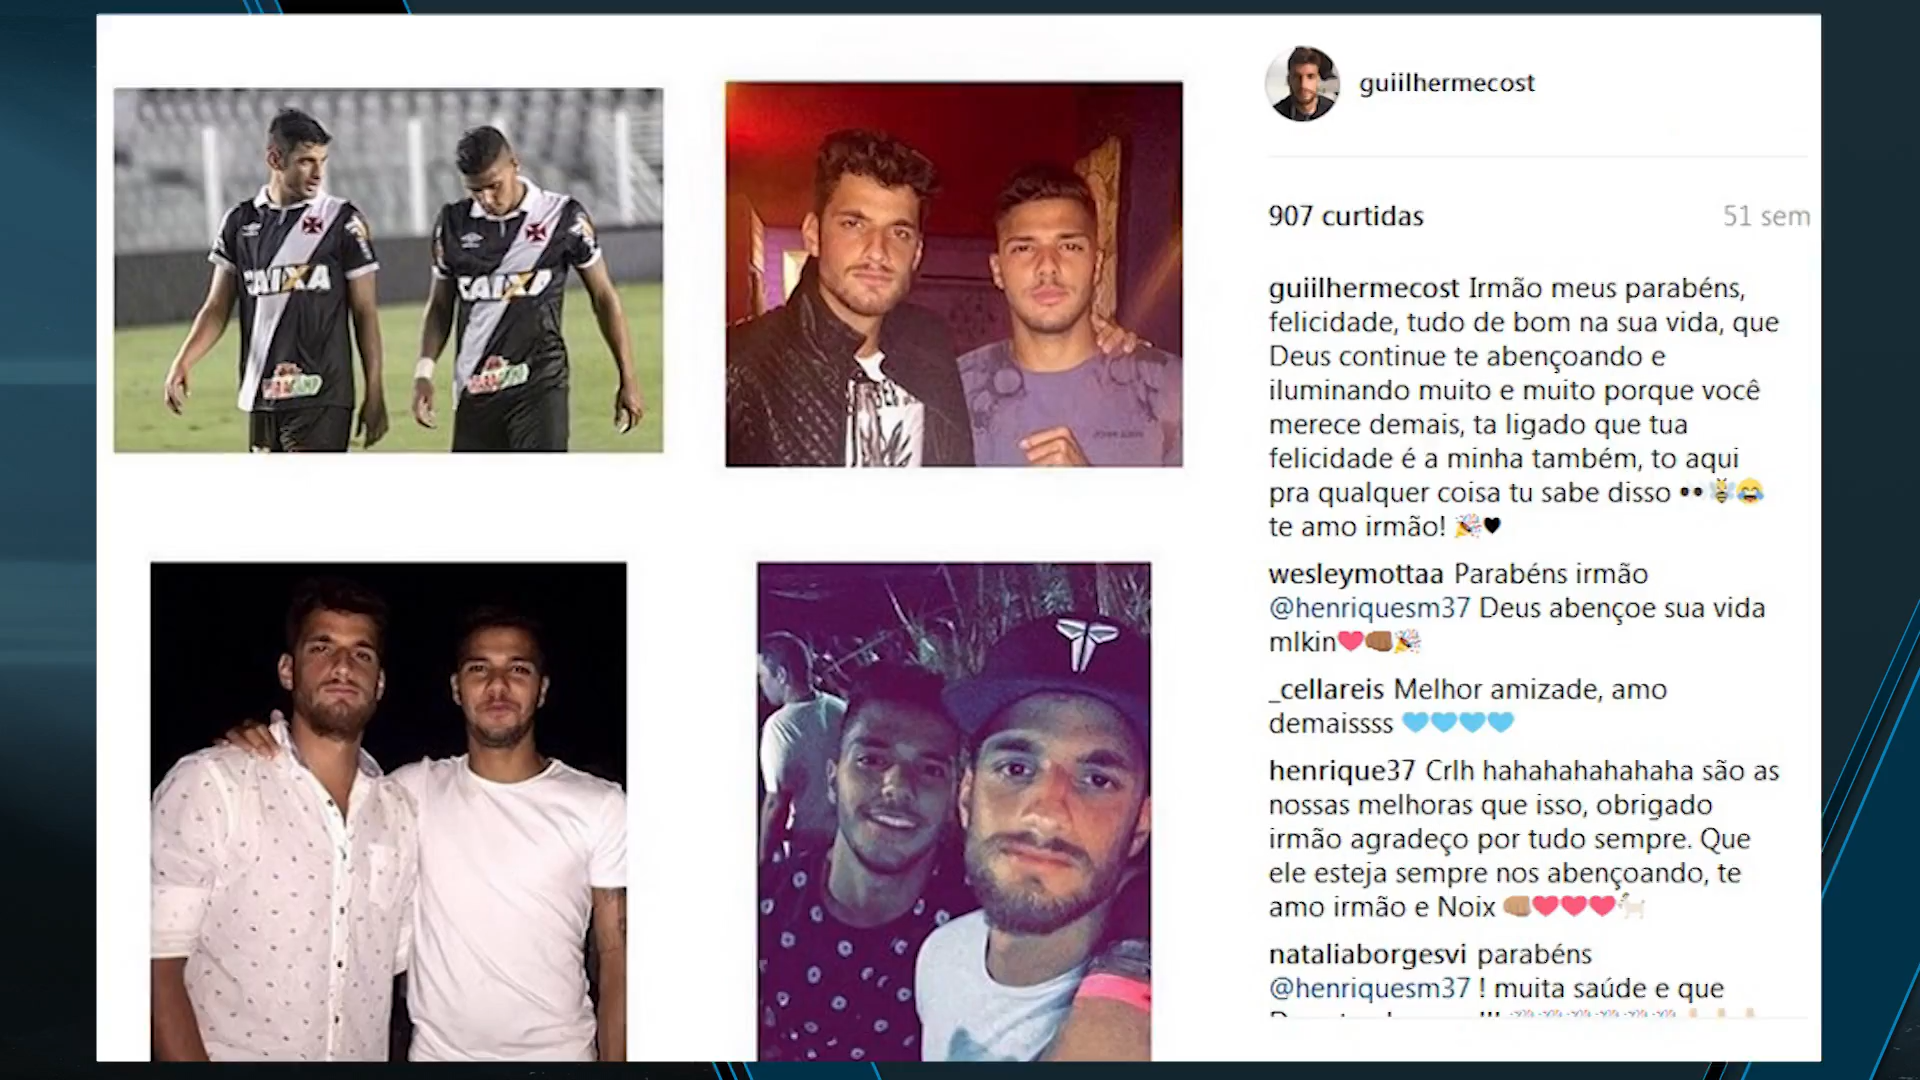 CAIXA
CAIXA
guiilhermecost
907 curtidas
51 sem
guiilhermecost Irmão meus parabéns,
felicidade, tudo de bom na sua vida, que
Deus continue te abençoando e
iluminando muito e muito porque você
merece demais, ta ligado que tua
felicidade é a minha também, to aqui
pra qualquer coisa tu sabe disso 👀🐝😂
te amo irmão! 🎉♥
wesleymottaa Parabéns irmão
@henriquesm37 Deus abençoe sua vida
mlkin❤👊🏾🎉
_cellareis Melhor amizade, amo
demaissss 💙💙💙💙
henrique37 Crlh hahahahahahaha são as
nossas melhoras que isso, obrigado
irmão agradeço por tudo sempre. Que
ele esteja sempre nos abençoando, te
amo irmão e Noix 👊🏽❤❤❤🐩
nataliaborgesvi parabéns
@henriquesm37 ! muita saúde e que